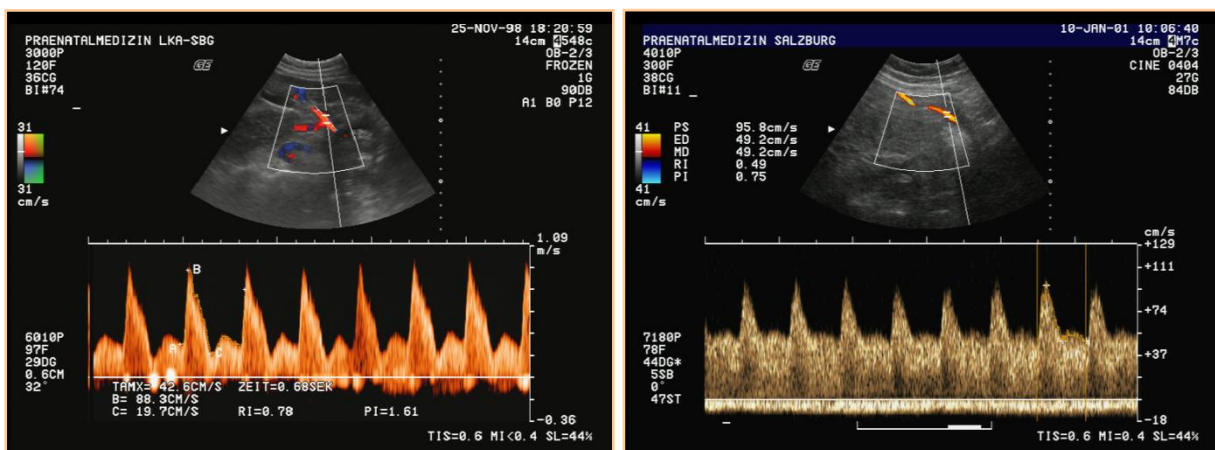 25-NOV-98 18:20:59
PRAENATALMEDIZIN LKA-SBG
14cm 4548c
3000P
OB-2/3
120F
GE
FROZEN
36CG
1G
BI#74
90DB
A1 B0 P12
31
31
cm/s
1.09
m/s
B
A
C
6010P
97F
29DG
0.6CM
32°
TAMX= 42.6CM/S ZEIT=0.68SEK
B= 88.3CM/S
C= 19.7CM/S RI=0.78 PI=1.61
-0.36
TIS=0.6 MI<0.4 SL=44%
10-JAN-01 10:06:40
PRAENATALMEDIZIN SALZBURG
14cm 4M7c
4010P
OB-2/3
300F
GE
CINE 0404
38CG
27G
BI#11
84DB
41
PS 95.8cm/s
ED 49.2cm/s
MD 49.2cm/s
RI 0.49
PI 0.75
41
cm/s
cm/s
+129
+111
+74
+37
-18
7180P
78F
44DG*
5SB
0°
47ST
TIS=0.6 MI=0.4 SL=44%